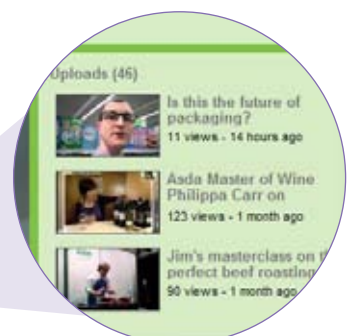 Uploads (46)
Is this the future of
packaging?
11 views - 14 hours ago
Asda Master of Wine
Philippa Carr on
123 views - 1 month ago
Jim's masterclass on
perfect beef roasting
90 views - 1 month ago